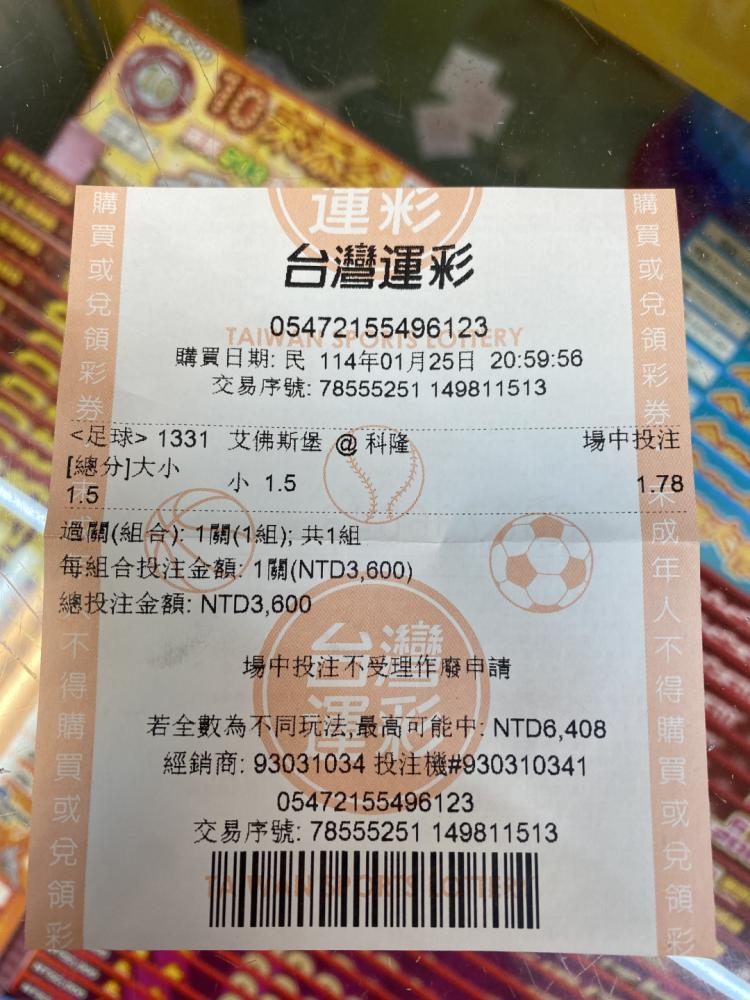 10
運彩
台灣運彩
05472155496123
TAIWAN SPORTS LOTTERY
購買日期: 民 114年01月25日 20:59:56
交易序號: 78555251 149811513
<足球> 1331 艾佛斯堡 @ 科隆 場中投注
[總分]大小
1.5 小 1.5 1.78
過關(組合): 1關(1組); 共1組
每組合投注金額: 1關(NTD3,600)
總投注金額: NTD3,600
台灣
運彩
場中投注不受理作廢申請
若全數為不同玩法,最高可能中: NTD6,408
經銷商: 93031034 投注機#930310341
05472155496123
交易序號: 78555251 149811513
TAIWAN SPORTS LOTTERY
購買或兌領彩券
未成年人不得購買或兌領彩
購買或兌領彩券
未成年人不得購買或兌領彩